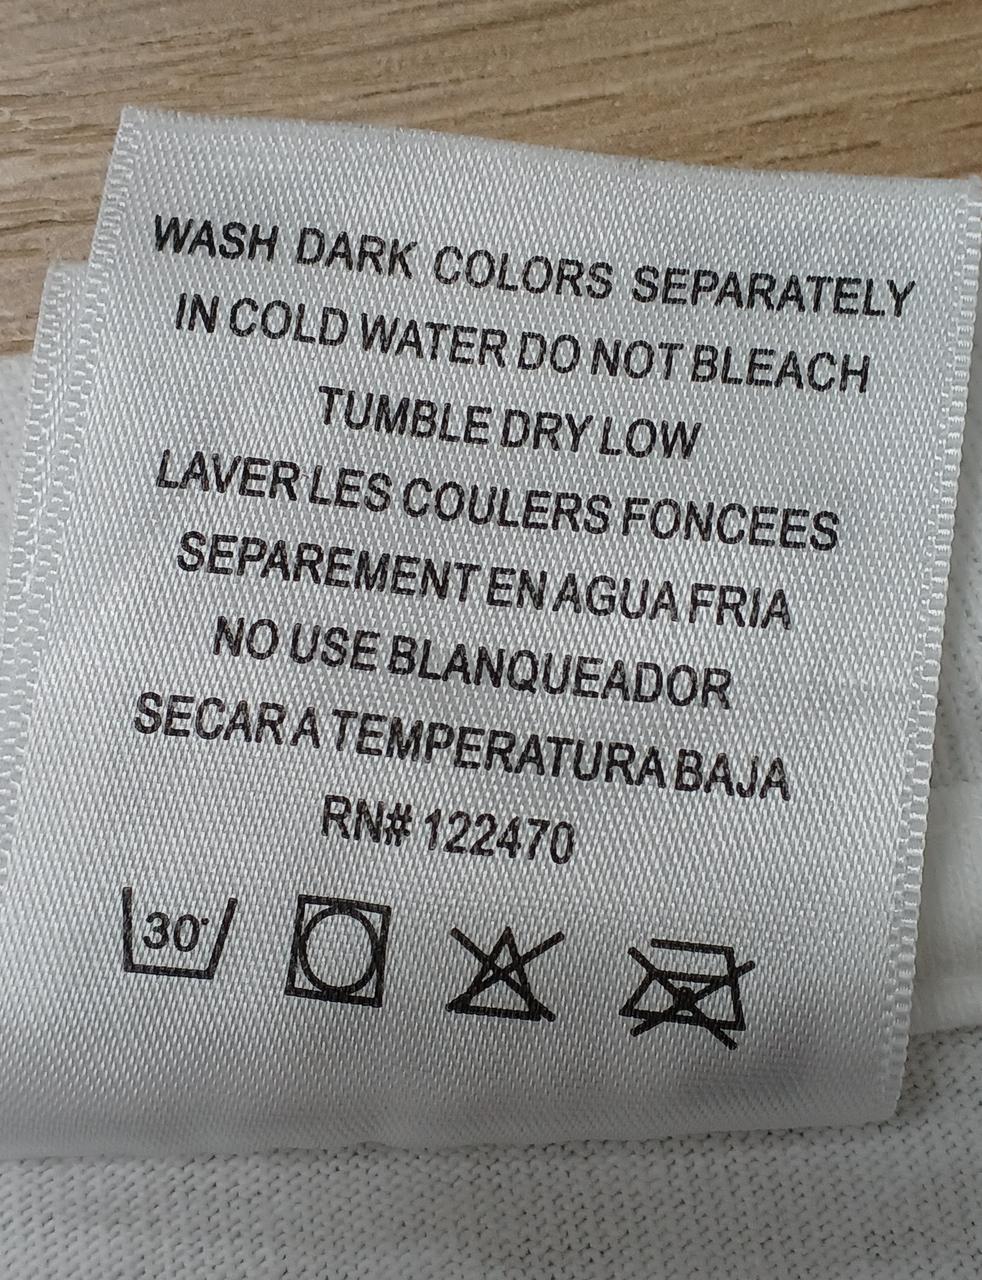 WASH DARK COLORS SEPARATELY
IN COLD WATER DO NOT BLEACH
TUMBLE DRY LOW
LAVER LES COULERS FONCEES
SEPAREMENT EN AGUA FRIA
NO USE BLANQUEADOR
SECAR A TEMPERATURA BAJA
RN# 122470
30°